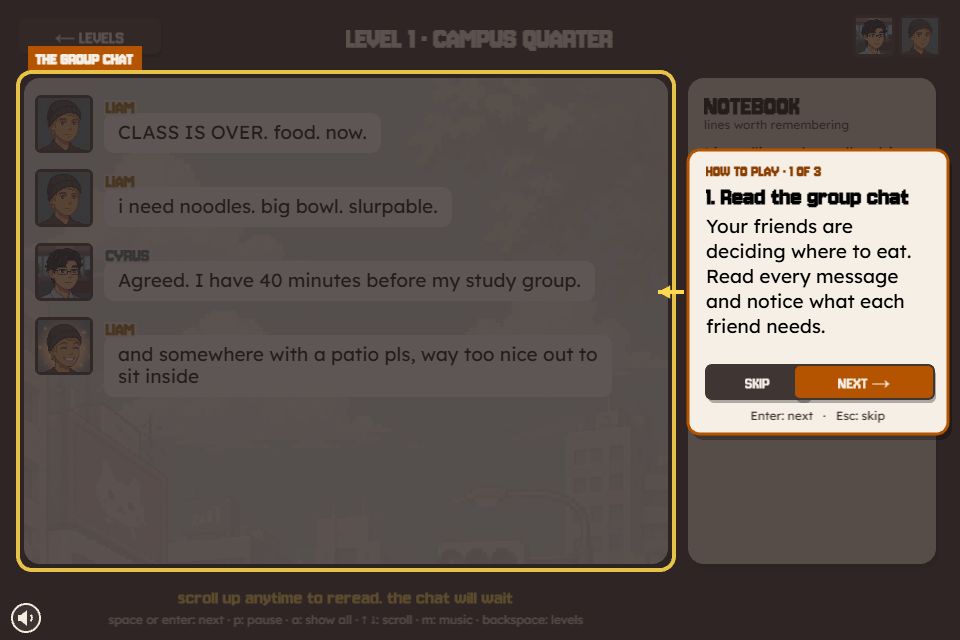 ← LEVELS
LEVEL 1 · CAMPUS QUARTER
THE GROUP CHAT
LIAM
CLASS IS OVER. food. now.
LIAM
i need noodles. big bowl. slurpable.
CYRUS
Agreed. I have 40 minutes before my study group.
LIAM
and somewhere with a patio pls, way too nice out to
sit inside
NOTEBOOK
lines worth remembering
HOW TO PLAY · 1 OF 3
1. Read the group chat
Your friends are
deciding where to eat.
Read every message
and notice what each
friend needs.
SKIP
NEXT →
Enter: next · Esc: skip
scroll up anytime to reread. the chat will wait
space or enter: next · p: pause · a: show all · ↑ ↓: scroll · m: music · backspace: levels